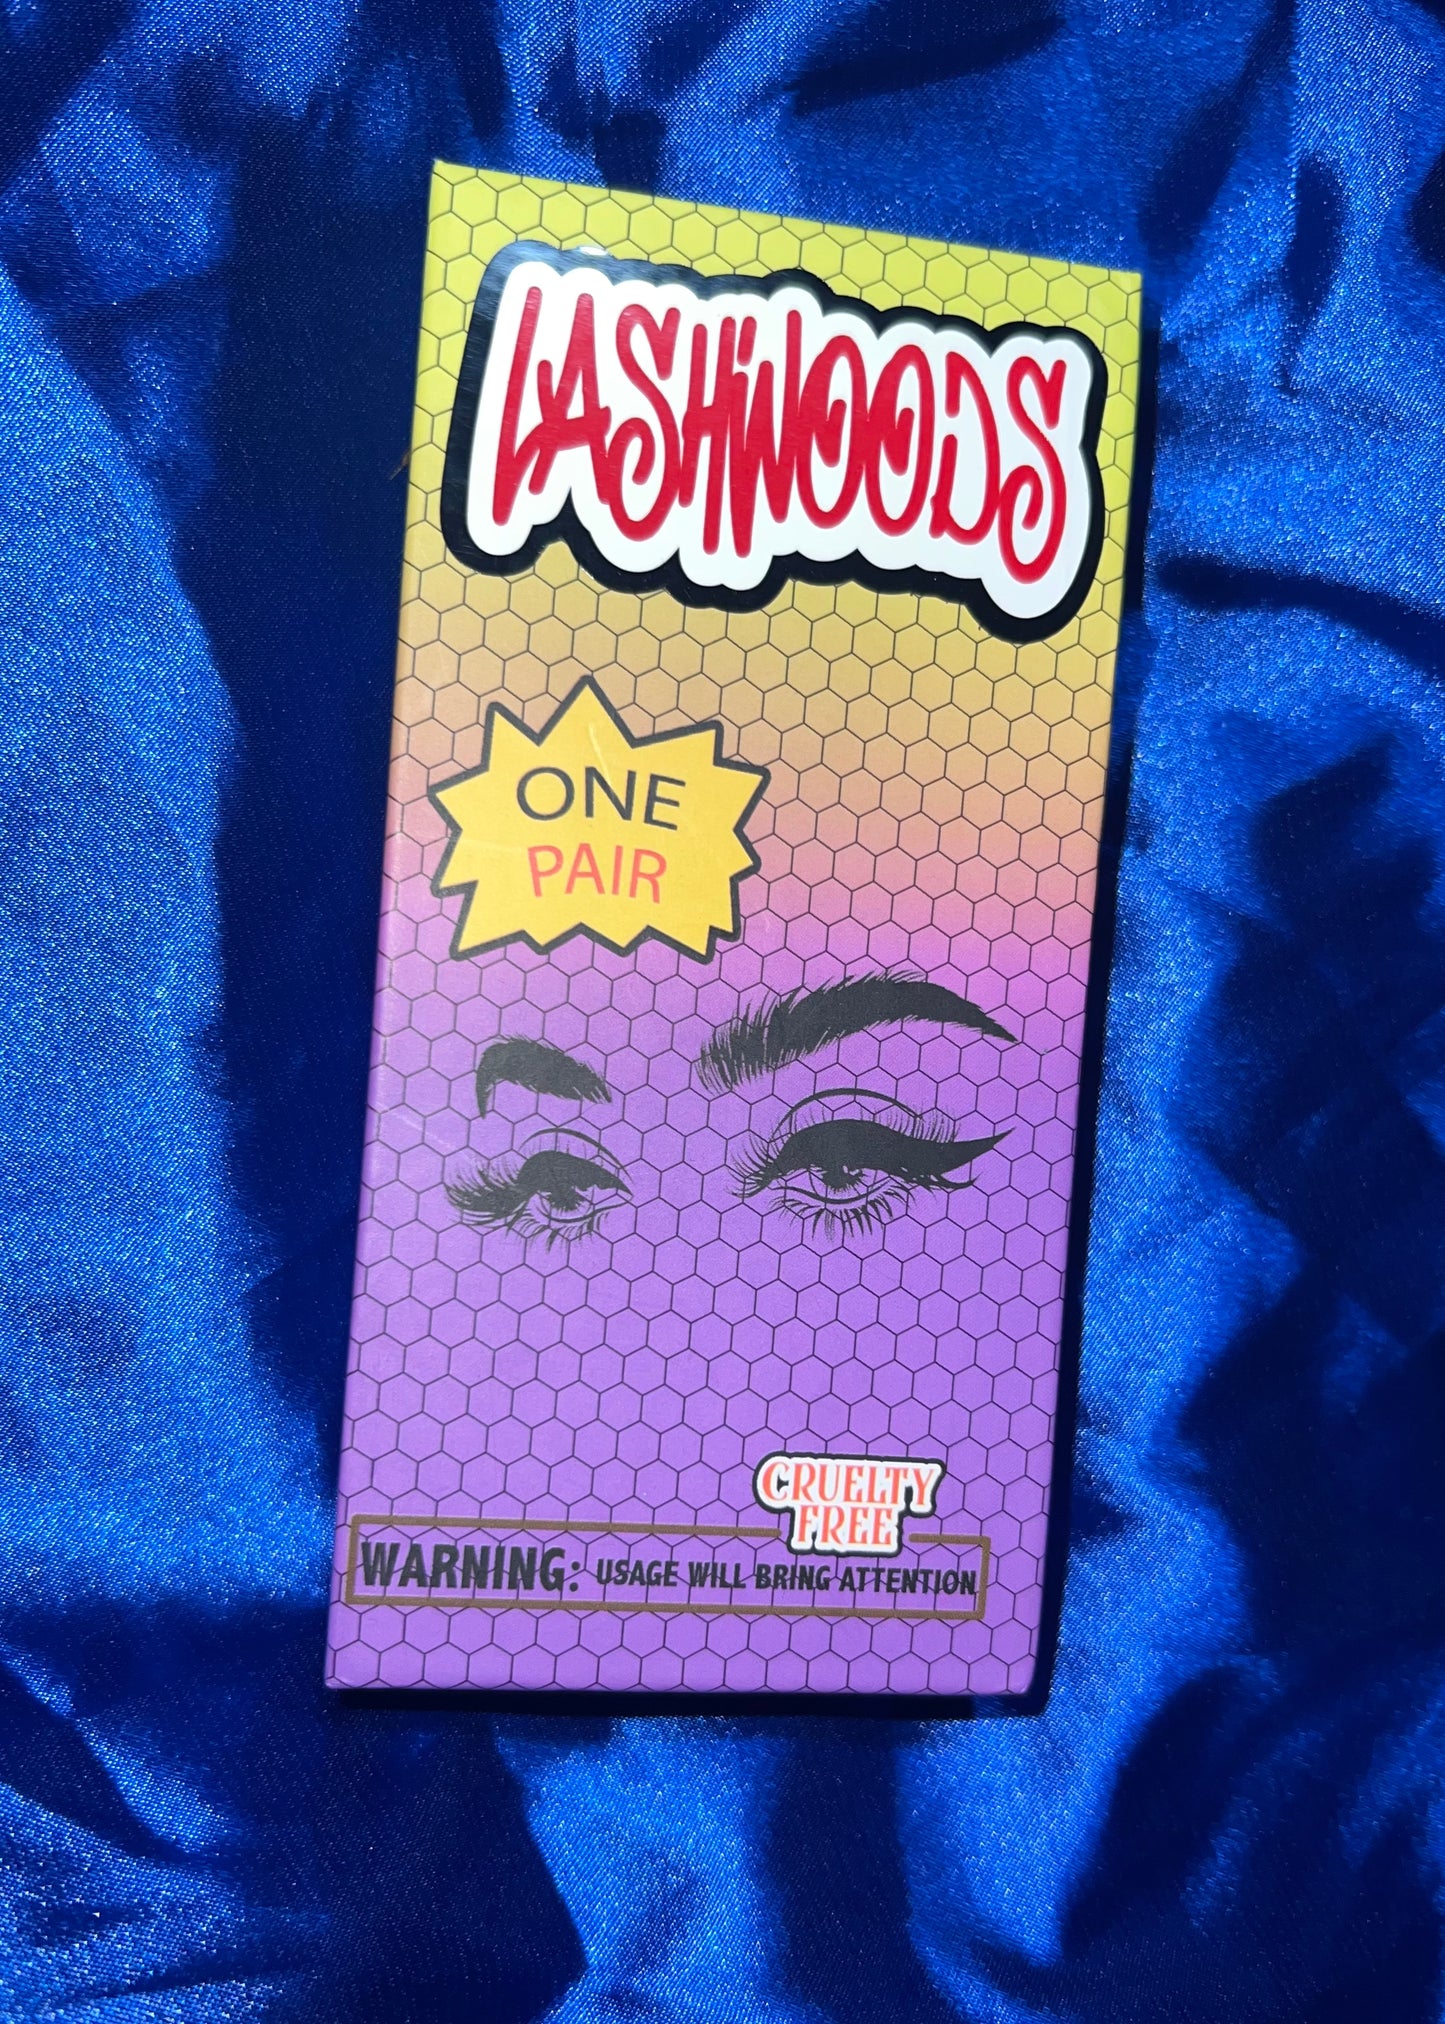 LASHWOODS
ONE
PAIR
CRUELTY
FREE
WARNING: USAGE WILL BRING ATTENTION